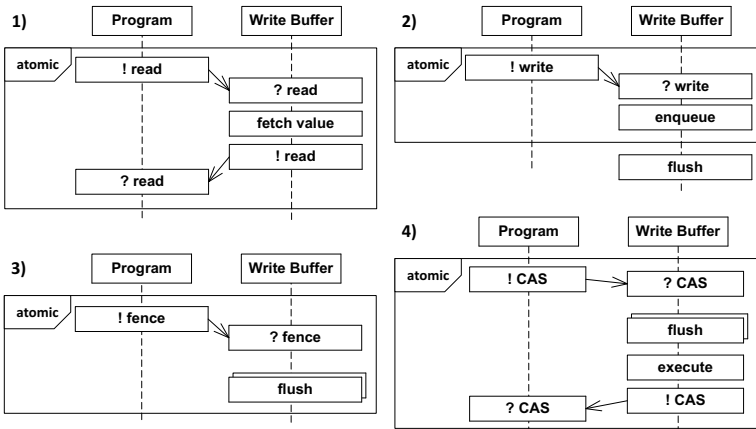 1)
Program
Write Buffer
atomic
! read
? read
fetch value
! read
? read
2)
Program
Write Buffer
atomic
! write
? write
enqueue
flush
3)
Program
Write Buffer
atomic
! fence
? fence
flush
4)
Program
Write Buffer
atomic
! CAS
? CAS
flush
execute
! CAS
? CAS